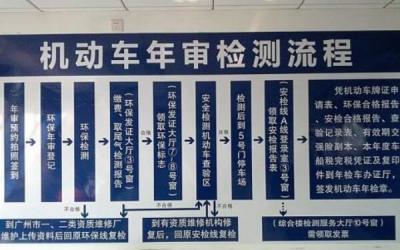 机动车年审检测流程
年审预约拍照签到
环保年审登记
环保检测
缴费、取尾气检测报告
（环保发证大厅③号窗）
合格
领取环保标志
（环保发证大厅⑦/⑧号窗）
安全检测机动车查验区
合格
检测后到5号门停车场
领取安检报告表
（安检线A线登录室③号窗）
凭机动车牌证申请表、环保合格报告、安检合格报告、查验记录表、有效期交强险副本、本年度车船税完税凭证及复印件到年检车办证厅，签发机动车年检章。
不合格
不合格
到广州市一、二类资质维修厂
维护上传资料后回原环保线复检
到有资质维修机构修
复后，回原安检线复检
（综合楼检测服务大厅⑩号窗）
需领取发票